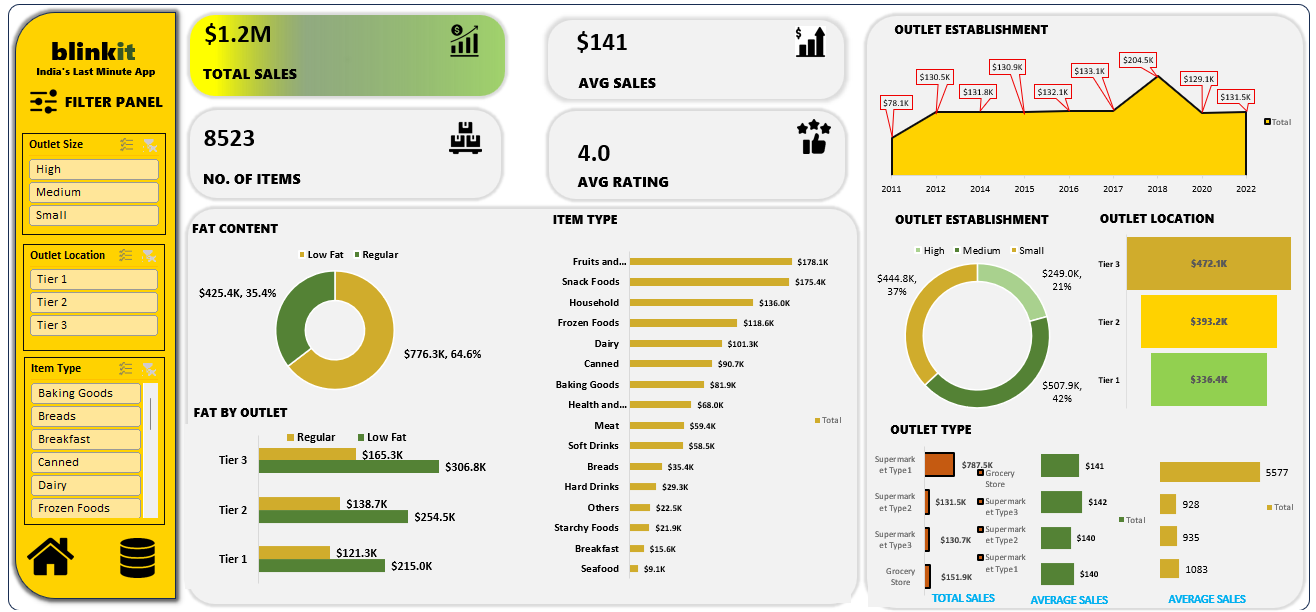 blinkit
India's Last Minute App
FILTER PANEL
Outlet Size
High
Medium
Small
Outlet Location
Tier 1
Tier 2
Tier 3
Item Type
Baking Goods
Breads
Breakfast
Canned
Dairy
Frozen Foods
$1.2M
TOTAL SALES
$141
AVG SALES
8523
NO. OF ITEMS
4.0
AVG RATING
FAT CONTENT
Low Fat Regular
$425.4K, 35.4%
$776.3K, 64.6%
FAT BY OUTLET
Regular Low Fat
Tier 3 $165.3K
$306.8K
Tier 2 $138.7K
$254.5K
Tier 1 $121.3K
$215.0K
ITEM TYPE
Fruits and... $178.1K
Snack Foods $175.4K
Household $136.0K
Frozen Foods $118.6K
Dairy $101.3K
Canned $90.7K
Baking Goods $81.9K
Health and... $68.0K
Meat $59.4K
Soft Drinks $58.5K
Breads $35.4K
Hard Drinks $29.3K
Others $22.5K
Starchy Foods $21.9K
Breakfast $15.6K
Seafood $9.1K
Total
OUTLET ESTABLISHMENT
$78.1K $130.5K $131.8K $130.9K $132.1K $133.1K $204.5K $129.1K $131.5K
Total
2011 2012 2014 2015 2016 2017 2018 2020 2022
OUTLET ESTABLISHMENT
High Medium Small
$444.8K,
37%
$249.0K,
21%
$507.9K,
42%
OUTLET LOCATION
Tier 3 $472.1K
Tier 2 $393.2K
Tier 1 $336.4K
OUTLET TYPE
Supermark
et Type1
$787.5K
Supermark
et Type2
$131.5K
Supermark
et Type3
$130.7K
Grocery
Store
$151.9K
Grocery
Store
Supermark
et Type3
Supermark
et Type2
Supermark
et Type1
TOTAL SALES
$141
$142
$140
$140
Total
AVERAGE SALES
5577
928
935
1083
Total
AVERAGE SALES